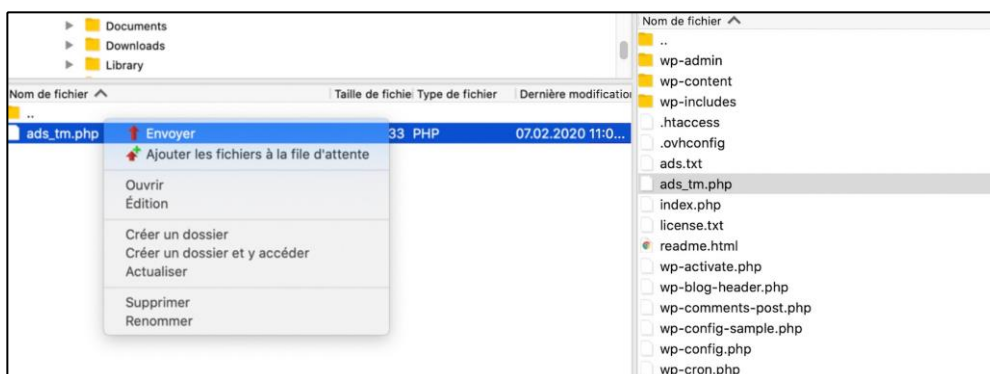 Documents
Downloads
Library
Nom de fichier Taille de fichie Type de fichier Dernière modification
..
ads_tm.php 33 PHP 07.02.2020 11:0...
Envoyer
Ajouter les fichiers à la file d'attente
Ouvrir
Édition
Créer un dossier
Créer un dossier et y accéder
Actualiser
Supprimer
Renommer
Nom de fichier
..
wp-admin
wp-content
wp-includes
.htaccess
.ovhconfig
ads.txt
ads_tm.php
index.php
license.txt
readme.html
wp-activate.php
wp-blog-header.php
wp-comments-post.php
wp-config-sample.php
wp-config.php
wp-cron.php